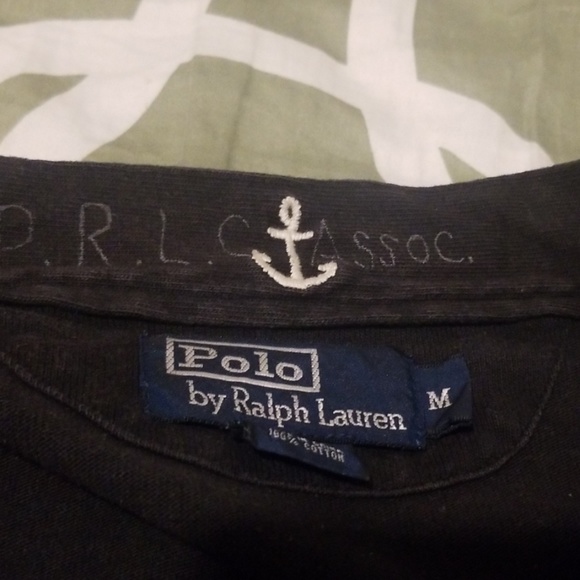 P.R.L.C Assoc.
Polo
by Ralph Lauren
M
100% COTTON